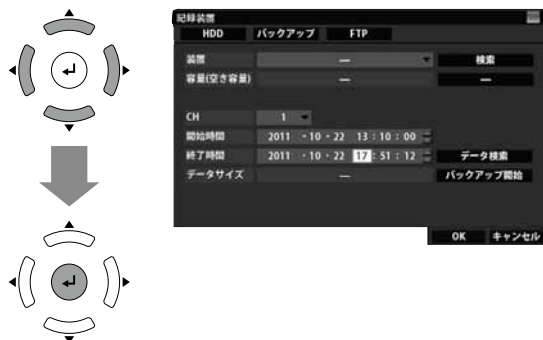 記録装置
HDD バックアップ FTP
装置 — 検索
容量(空き容量) — —
CH 1
開始時間 2011 - 10 - 22 13 : 10 : 00
終了時間 2011 - 10 - 22 17 : 51 : 12 データ検索
データサイズ — バックアップ開始
OK キャンセル